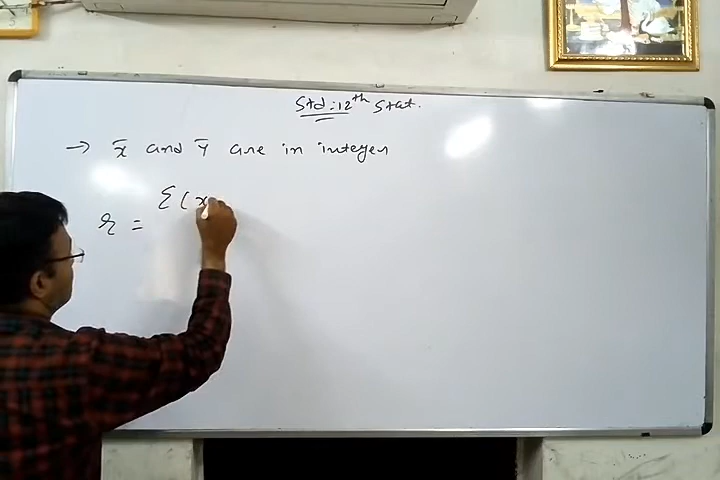 Std:12th Stat.
→ x̄ and ȳ are in integer
r = Σ(x